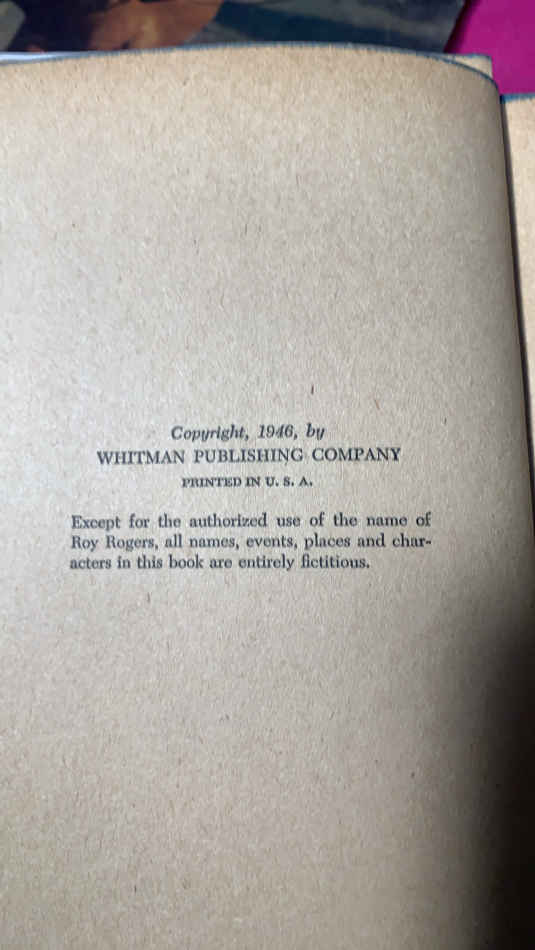 Copyright, 1946, by
WHITMAN PUBLISHING COMPANY
PRINTED IN U. S. A.
Except for the authorized use of the name of
Roy Rogers, all names, events, places and char-
acters in this book are entirely fictitious.